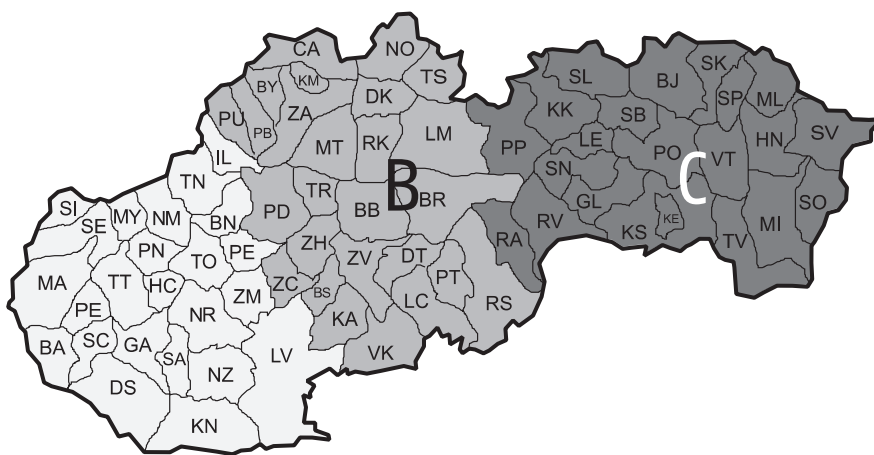 CA
NO
TS
BY
KM
DK
PU
PB
ZA
MT
RK
LM
IL
TN
SL
BJ
SK
SP
ML
KK
SB
HN
SV
PP
LE
PO
C
VT
SN
GL
RV
KS
KE
TV
MI
SO
RA
B
TR
PD
BB
BR
SI
SE
MY
NM
BN
PN
TO
PE
ZH
ZV
DT
PT
ZC
BS
LC
RS
MA
TT
HC
ZM
PE
NR
KA
VK
BA
SC
GA
SA
LV
NZ
DS
KN